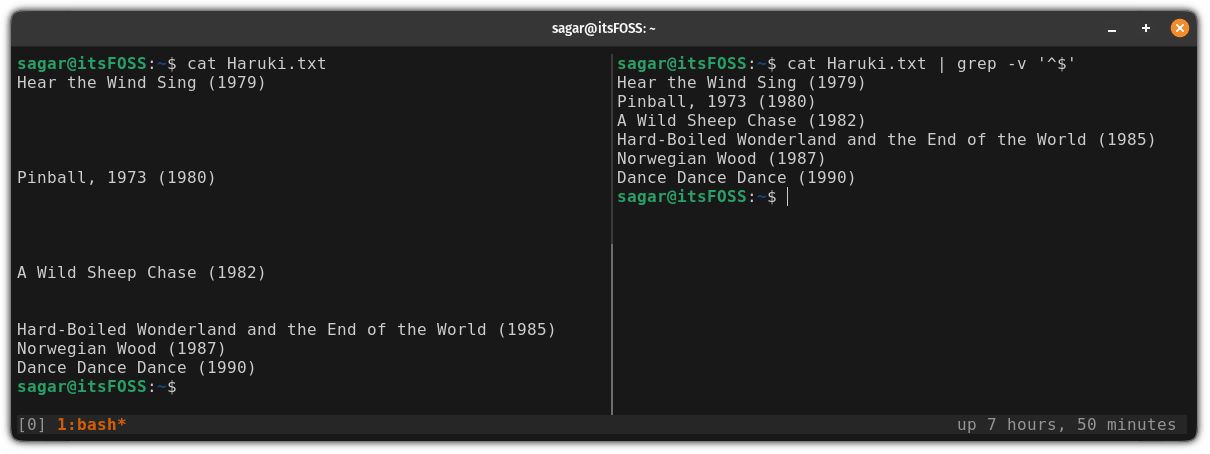 sagar@itsFOSS: ~
sagar@itsFOSS:~$ cat Haruki.txt
Hear the Wind Sing (1979)
Pinball, 1973 (1980)
A Wild Sheep Chase (1982)
Hard-Boiled Wonderland and the End of the World (1985)
Norwegian Wood (1987)
Dance Dance Dance (1990)
sagar@itsFOSS:~$
sagar@itsFOSS:~$ cat Haruki.txt | grep -v '^$'
Hear the Wind Sing (1979)
Pinball, 1973 (1980)
A Wild Sheep Chase (1982)
Hard-Boiled Wonderland and the End of the World (1985)
Norwegian Wood (1987)
Dance Dance Dance (1990)
sagar@itsFOSS:~$
[0] 1:bash* up 7 hours, 50 minutes